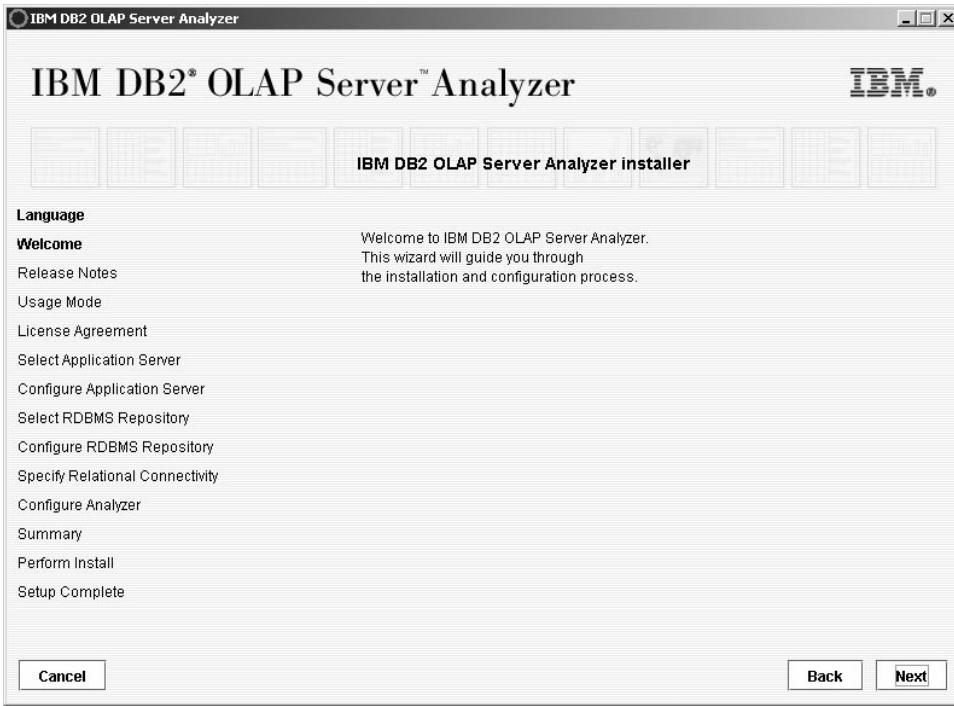 IBM DB2 OLAP Server Analyzer
IBM DB2® OLAP Server™ Analyzer
IBM®
IBM DB2 OLAP Server Analyzer installer
Language
Welcome
Release Notes
Usage Mode
License Agreement
Select Application Server
Configure Application Server
Select RDBMS Repository
Configure RDBMS Repository
Specify Relational Connectivity
Configure Analyzer
Summary
Perform Install
Setup Complete
Welcome to IBM DB2 OLAP Server Analyzer.
This wizard will guide you through
the installation and configuration process.
Cancel
Back
Next